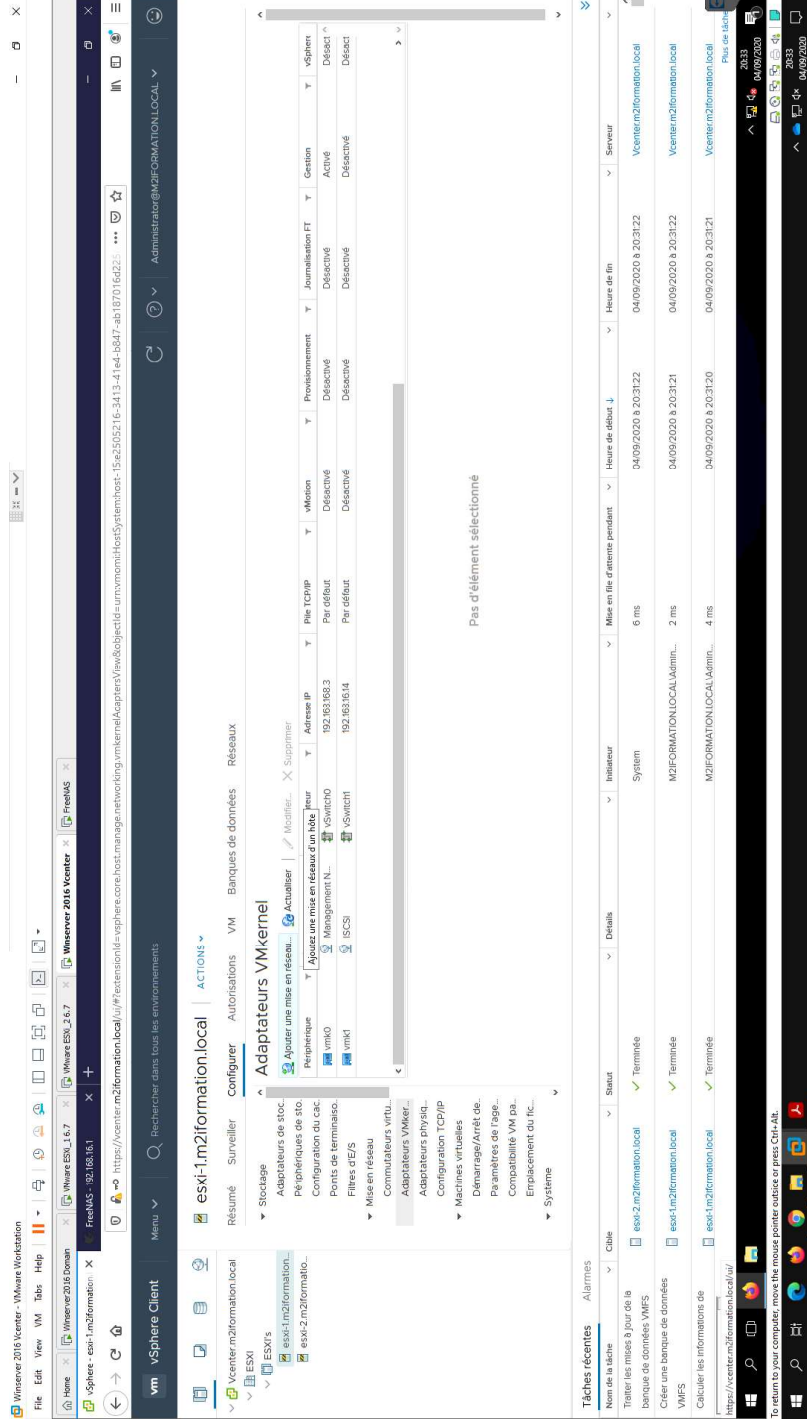 Winserver 2016 Vcenter - VMware Workstation
File Edit View VM Tabs Help
Home Winserver 2016 Domain VMware ESXi_1 6.7 VMware ESXi_2 6.7 Winserver 2016 Vcenter FreeNAS
vSphere - esxi-1.m2iformation FreeNAS - 192.168.16.1
https://vcenter.m2iformation.local/ui/#?extensionId=vsphere.core.host.manage.networking.vmkernelAcaptersView&objectId=urn:vmomi:HostSystem:host-15:e2505216-3413-41e4-b847-ab187016d225
vm vSphere Client Menu Rechercher dans tous les environnements Administrator@M2IFORMATION.LOCAL
Vcenter.m2iformation.local
ESXI
ESXI's
esxi-1.m2iformation...
esxi-2.m2iformatio...
esxi-1.m2iformation.local ACTIONS
Résumé Surveiller Configurer Autorisations VM Banques de données Réseaux
Stockage
Adaptateurs de stoc...
Périphériques de sto...
Configuration du cac...
Ponts de terminaiso...
Filtres d'E/S
Mise en réseau
Commutateurs virtu...
Adaptateurs VMker...
Adaptateurs physiq...
Configuration TCP/IP
Machines virtuelles
Démarrage/Arrêt de...
Paramètres de l'age...
Compatibilité VM pa...
Emplacement du fic...
Système
Adaptateurs VMkernel
Ajouter une mise en réseau... Actualiser Modifier... Supprimer
Ajoutez une mise en réseaux d'un hôte
Périphérique ateur Adresse IP Pile TCP/IP vMotion Provisionnement Journalisation FT Gestion vSphere
vmk0 Management N... vSwitch0 192.168.168.3 Par défaut Désactivé Désactivé Désactivé Activé Désact
vmk1 ISCSI vSwitch1 192.168.16.14 Par défaut Désactivé Désactivé Désactivé Désactivé Désact
Pas d'élément sélectionné
Tâches récentes Alarmes
Nom de la tâche Cible Statut Détails Initiateur Mise en file d'attente pendant Heure de début Heure de fin Serveur
Traiter les mises à jour de la banque de données VMFS esxi-2.m2iformation.local Terminée System 6 ms 04/09/2020 à 20:31:22 04/09/2020 à 20:31:22 Vcenter.m2iformation.local
Créer une banque de données VMFS esxi-1.m2iformation.local Terminée M2IFORMATION.LOCAL\Admin... 2 ms 04/09/2020 à 20:31:21 04/09/2020 à 20:31:22 Vcenter.m2iformation.local
Calculer les informations de esxi-1.m2iformation.local Terminée M2IFORMATION.LOCAL\Admin... 4 ms 04/09/2020 à 20:31:20 04/09/2020 à 20:31:21 Vcenter.m2iformation.local
https://vcenter.m2iformation.local/ui/
Plus de tâche
20:33
04/09/2020
To return to your computer, move the mouse pointer outside or press Ctrl+Alt.
20:33
04/09/2020